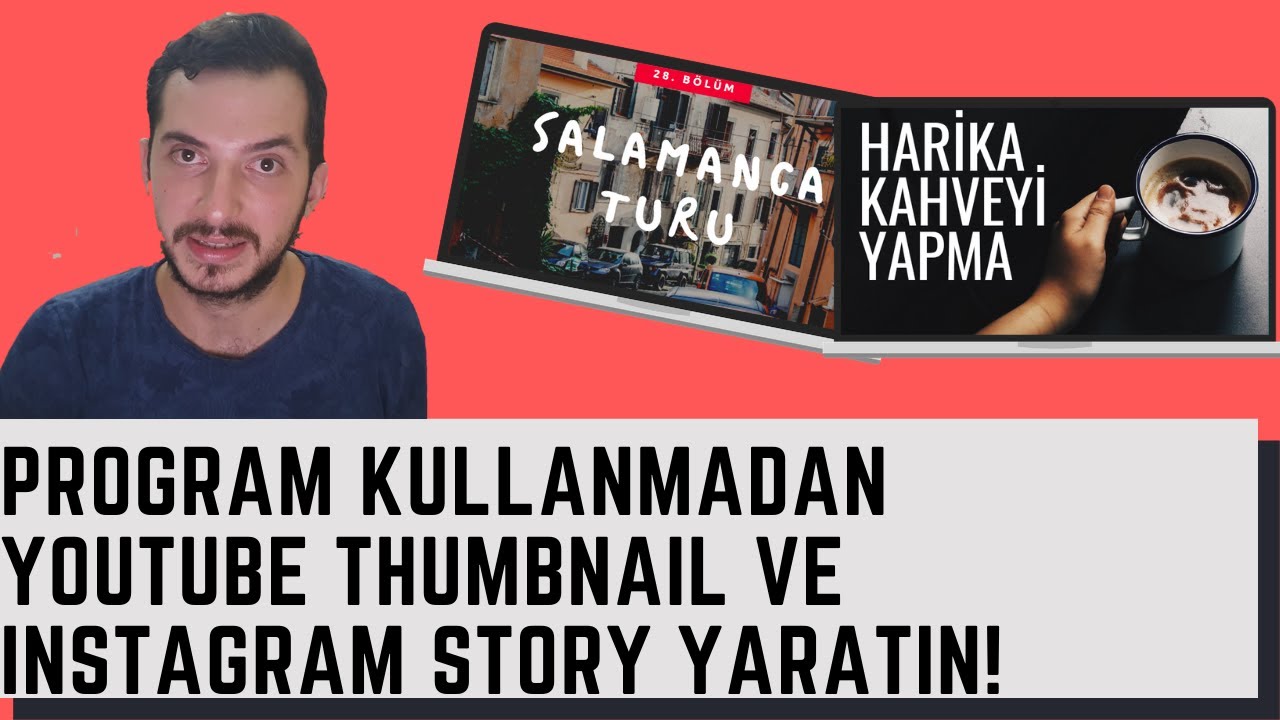 28. BÖLÜM
SALAMANCA
TURU
HARİKA
KAHVEYİ
YAPMA
PROGRAM KULLANMADAN
YOUTUBE THUMBNAIL VE
INSTAGRAM STORY YARATIN!